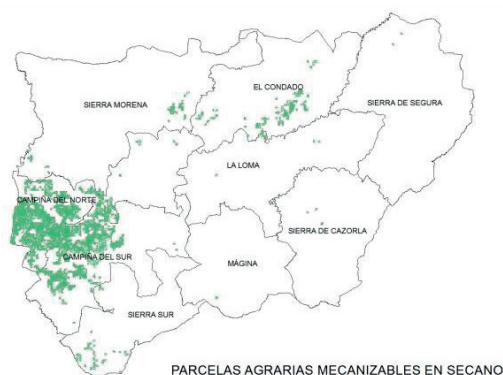 EL CONDADO
SIERRA MORENA
SIERRA DE SEGURA
LA LOMA
CAMPIÑA DEL NORTE
SIERRA DE CAZORLA
CAMPIÑA DEL SUR
MÁGINA
SIERRA SUR
PARCELAS AGRARIAS MECANIZABLES EN SECANO